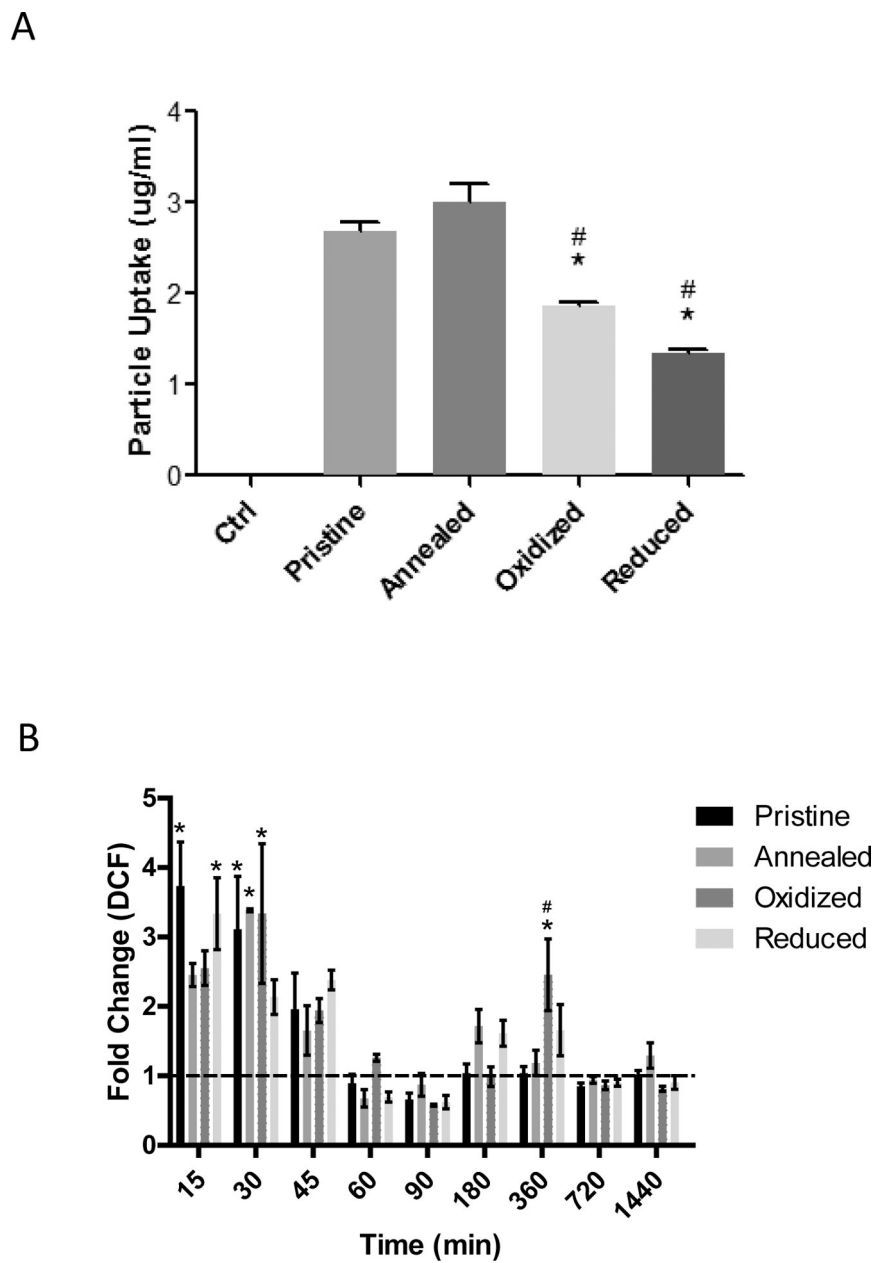 A
Particle Uptake (ug/ml)
4
3
2
1
0
#
*
#
*
Ctrl
Pristine
Annealed
Oxidized
Reduced
B
Fold Change (DCF)
5
4
3
2
1
0
*
*
*
*
*
#
*
Pristine
Annealed
Oxidized
Reduced
15
30
45
60
90
180
360
720
1440
Time (min)